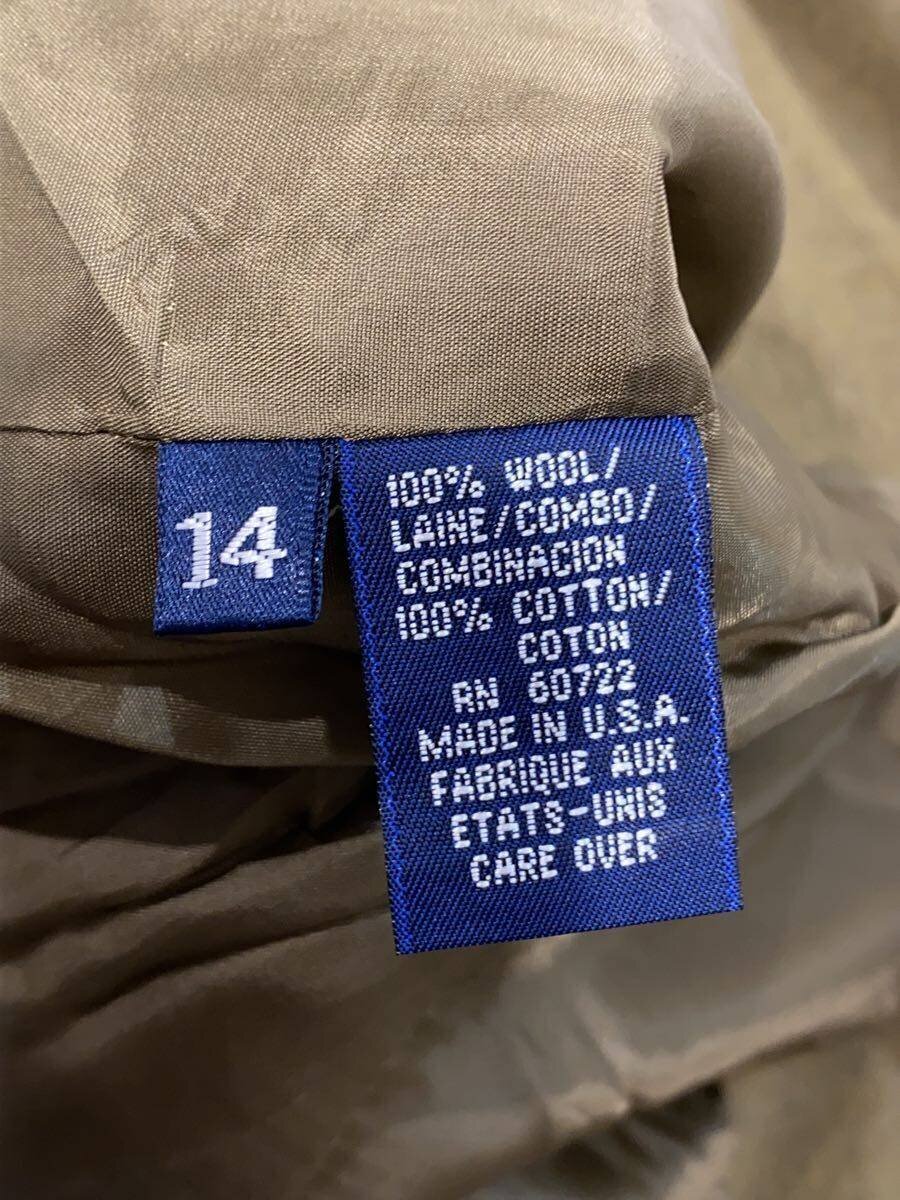 14
100% WOOL/
LAINE/COMBO/
COMBINACION
100% COTTON/
COTON
RN 60722
MADE IN U.S.A.
FABRIQUE AUX
ETATS-UNIS
CARE OVER